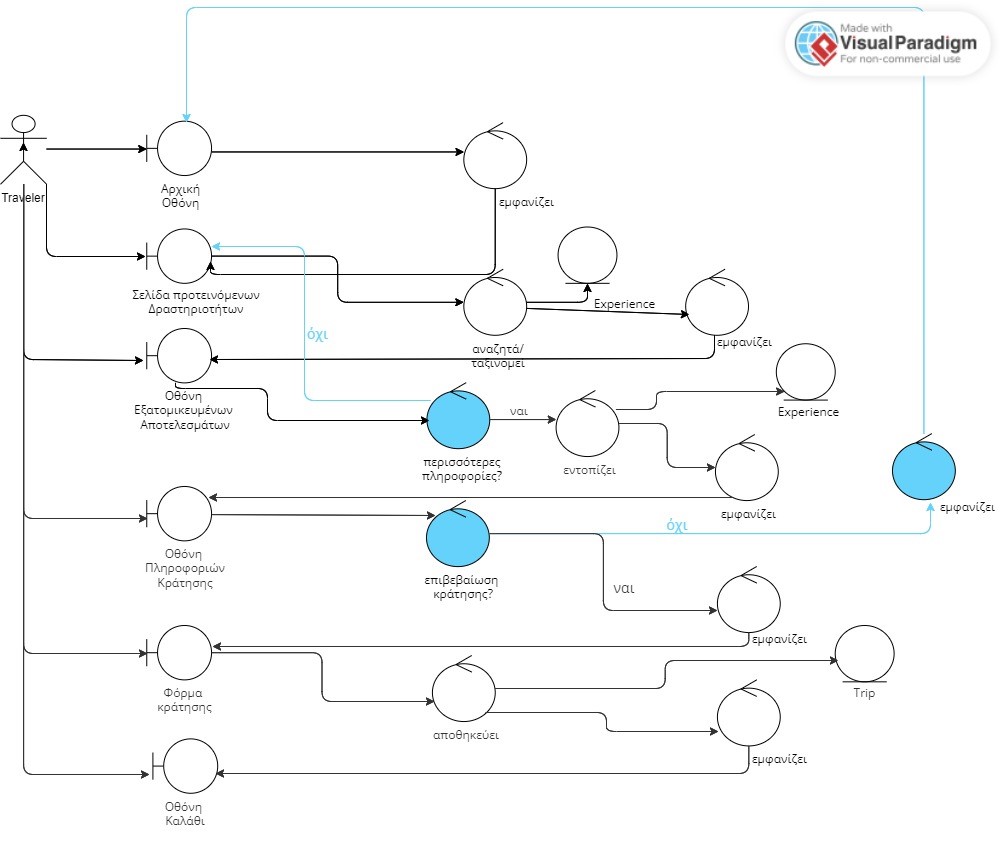 Made with
Visual Paradigm
For non-commercial use
Traveler
Αρχική
Οθόνη
εμφανίζει
Σελίδα προτεινόμενων
Δραστηριοτήτων
Experience
αναζητά/
ταξινομεί
εμφανίζει
όχι
Οθόνη
Εξατομικευμένων
Αποτελεσμάτων
περισσότερες
πληροφορίες?
ναι
εντοπίζει
Experience
εμφανίζει
εμφανίζει
Οθόνη
Πληροφοριών
Κράτησης
επιβεβαίωση
κράτησης?
όχι
ναι
εμφανίζει
Φόρμα
κράτησης
αποθηκεύει
Trip
εμφανίζει
Οθόνη
Καλάθι